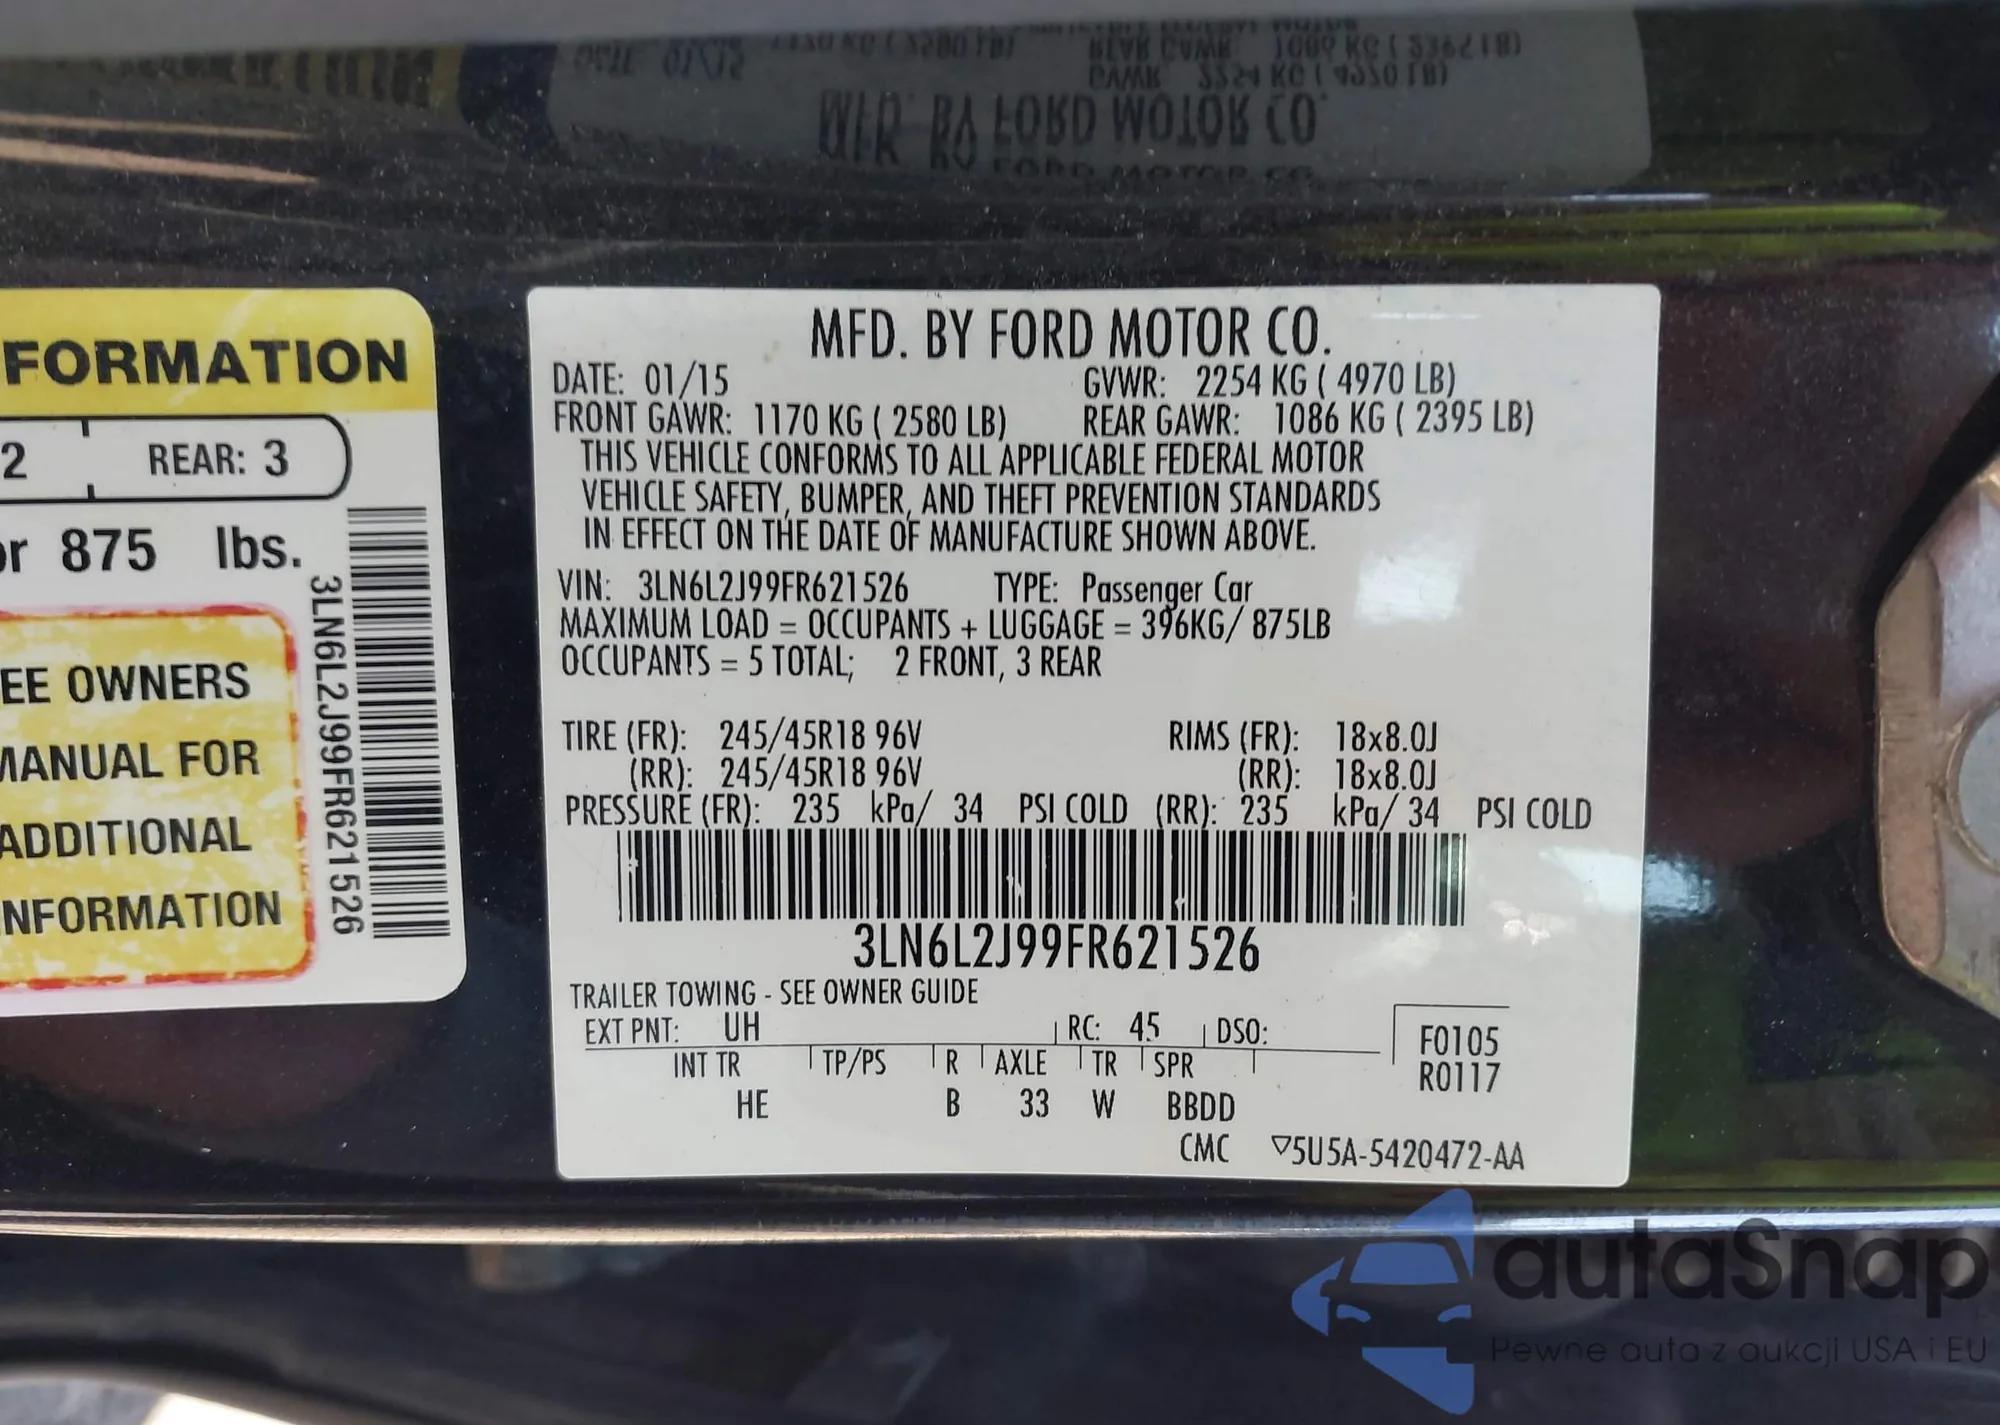 FORMATION
2 REAR: 3
or 875 lbs.
EE OWNERS
MANUAL FOR
ADDITIONAL
NFORMATION
3LN6L2J99FR621526
MFD. BY FORD MOTOR CO.
DATE: 01/15 GVWR: 2254 KG ( 4970 LB)
FRONT GAWR: 1170 KG ( 2580 LB) REAR GAWR: 1086 KG ( 2395 LB)
THIS VEHICLE CONFORMS TO ALL APPLICABLE FEDERAL MOTOR
VEHICLE SAFETY, BUMPER, AND THEFT PREVENTION STANDARDS
IN EFFECT ON THE DATE OF MANUFACTURE SHOWN ABOVE.
VIN: 3LN6L2J99FR621526 TYPE: Passenger Car
MAXIMUM LOAD = OCCUPANTS + LUGGAGE = 396KG/ 875LB
OCCUPANTS = 5 TOTAL; 2 FRONT, 3 REAR
TIRE (FR): 245/45R18 96V RIMS (FR): 18x8.0J
(RR): 245/45R18 96V (RR): 18x8.0J
PRESSURE (FR): 235 kPa/ 34 PSI COLD (RR): 235 kPa/ 34 PSI COLD
3LN6L2J99FR621526
TRAILER TOWING - SEE OWNER GUIDE
EXT PNT: UH RC: 45 DSO:
INT TR TP/PS R AXLE TR SPR
HE B 33 W BBDD
F0105
R0117
CMC ▽5U5A-5420472-AA
autaSnap
Pewne auta z aukcji USA i EU